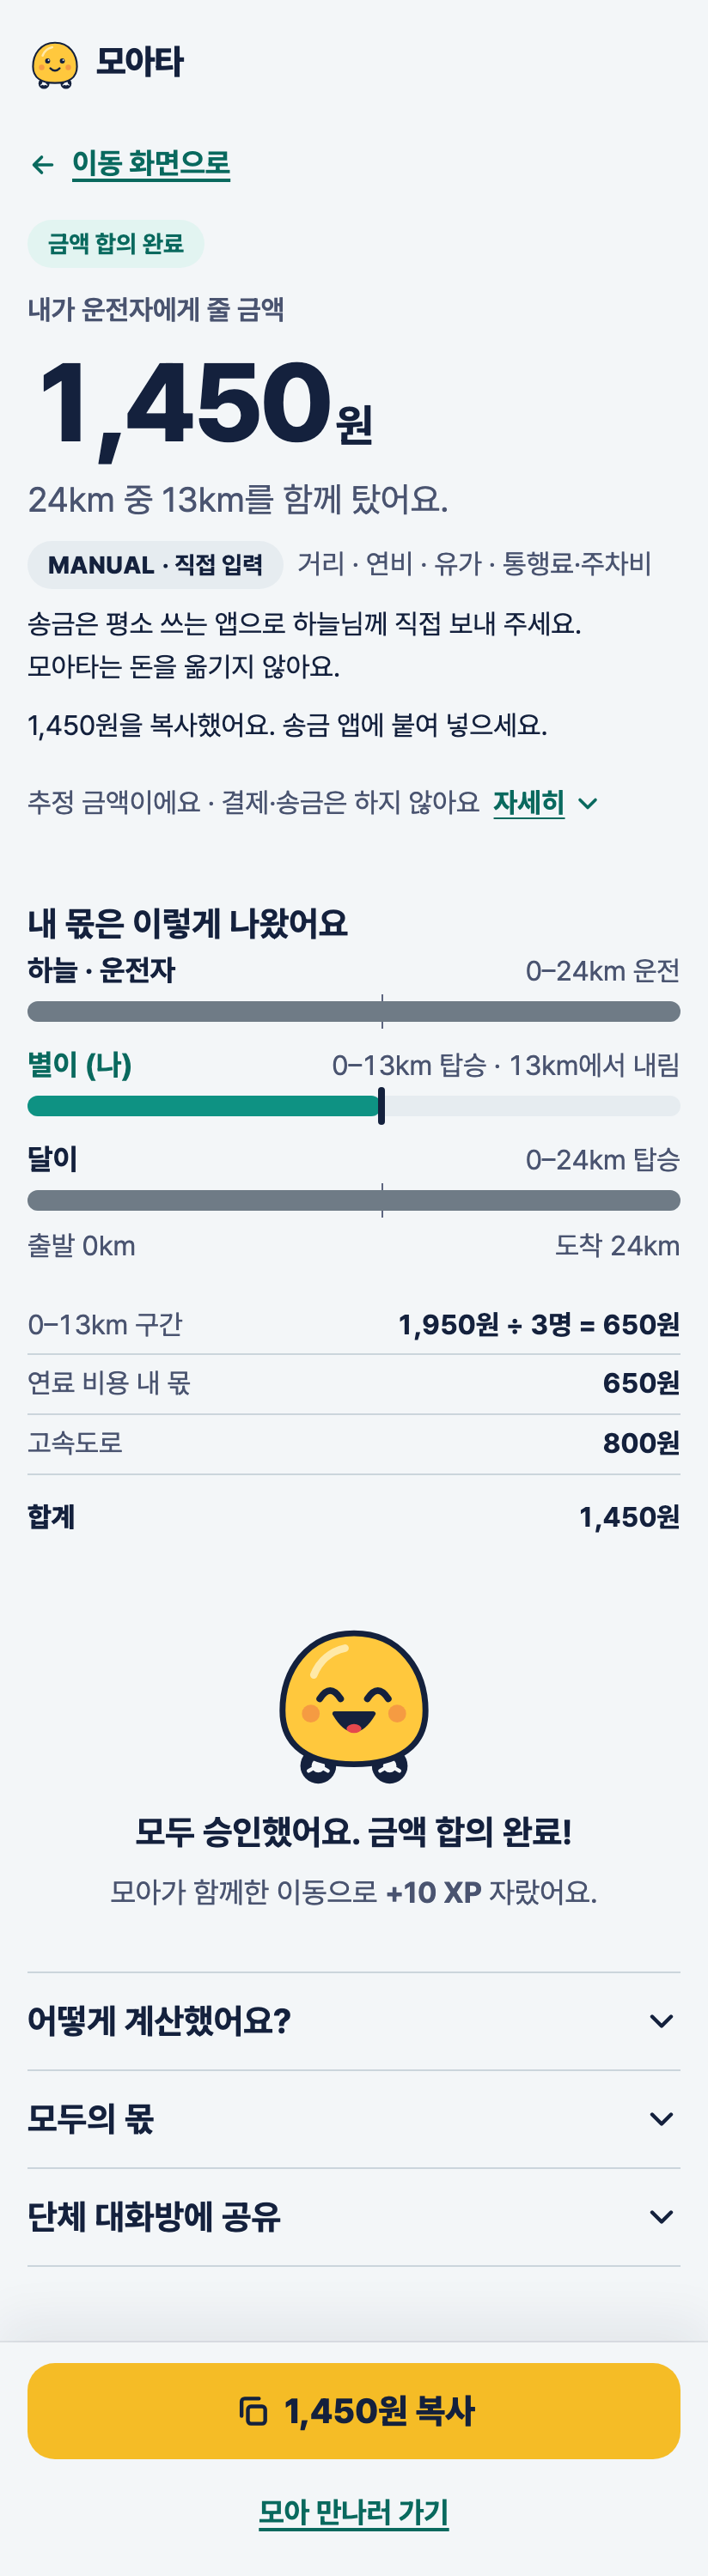 모아타
← 이동 화면으로
금액 합의 완료
내가 운전자에게 줄 금액
1,450원
24km 중 13km를 함께 탔어요.
MANUAL · 직접 입력 거리 · 연비 · 유가 · 통행료·주차비
송금은 평소 쓰는 앱으로 하늘님께 직접 보내 주세요.
모아타는 돈을 옮기지 않아요.
1,450원을 복사했어요. 송금 앱에 붙여 넣으세요.
추정 금액이에요 · 결제·송금은 하지 않아요 자세히
내 몫은 이렇게 나왔어요
하늘 · 운전자 0–24km 운전
별이 (나) 0–13km 탑승 · 13km에서 내림
달이 0–24km 탑승
출발 0km 도착 24km
0–13km 구간 1,950원 ÷ 3명 = 650원
연료 비용 내 몫 650원
고속도로 800원
합계 1,450원
모두 승인했어요. 금액 합의 완료!
모아가 함께한 이동으로 +10 XP 자랐어요.
어떻게 계산했어요?
모두의 몫
단체 대화방에 공유
1,450원 복사
모아 만나러 가기